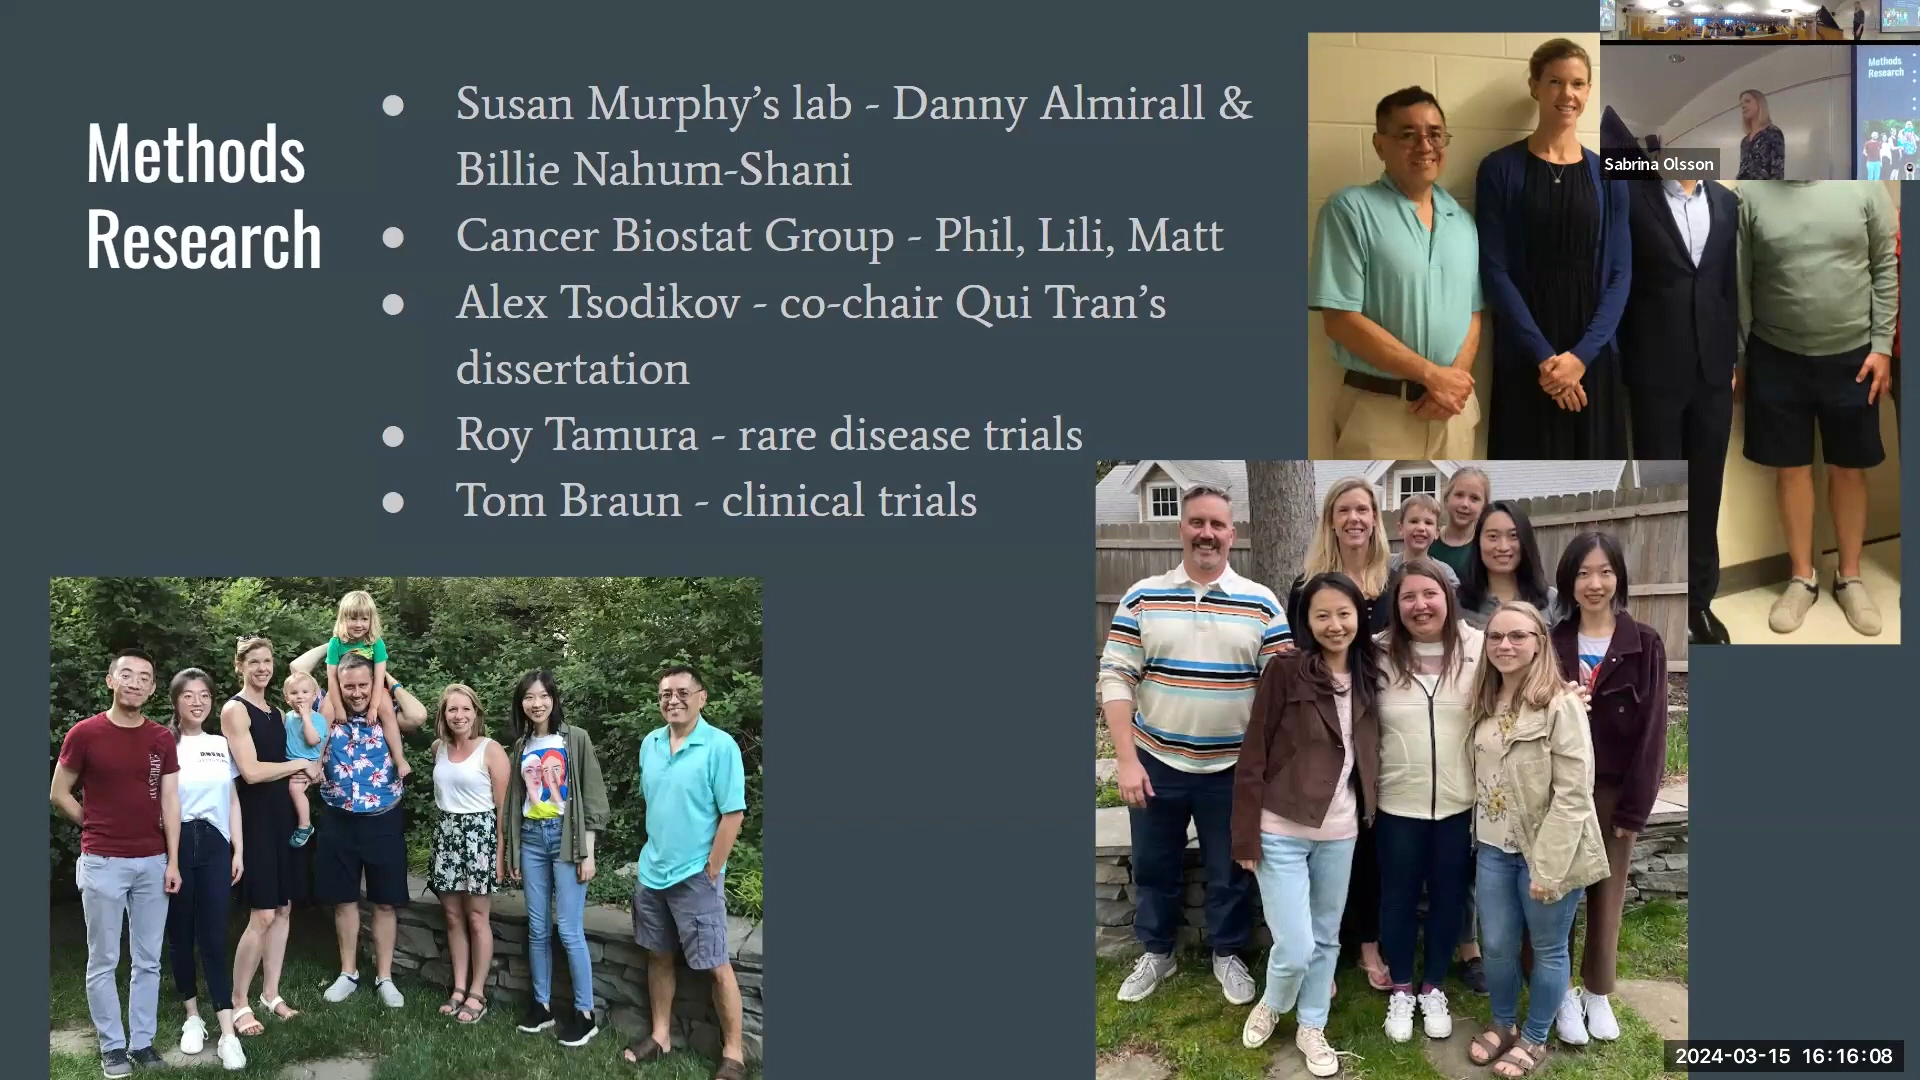 Methods
Research
● Susan Murphy’s lab - Danny Almirall &
Billie Nahum-Shani
● Cancer Biostat Group - Phil, Lili, Matt
● Alex Tsodikov - co-chair Qui Tran’s
dissertation
● Roy Tamura - rare disease trials
● Tom Braun - clinical trials
Methods
Research
Sabrina Olsson
2024-03-15 16:16:08